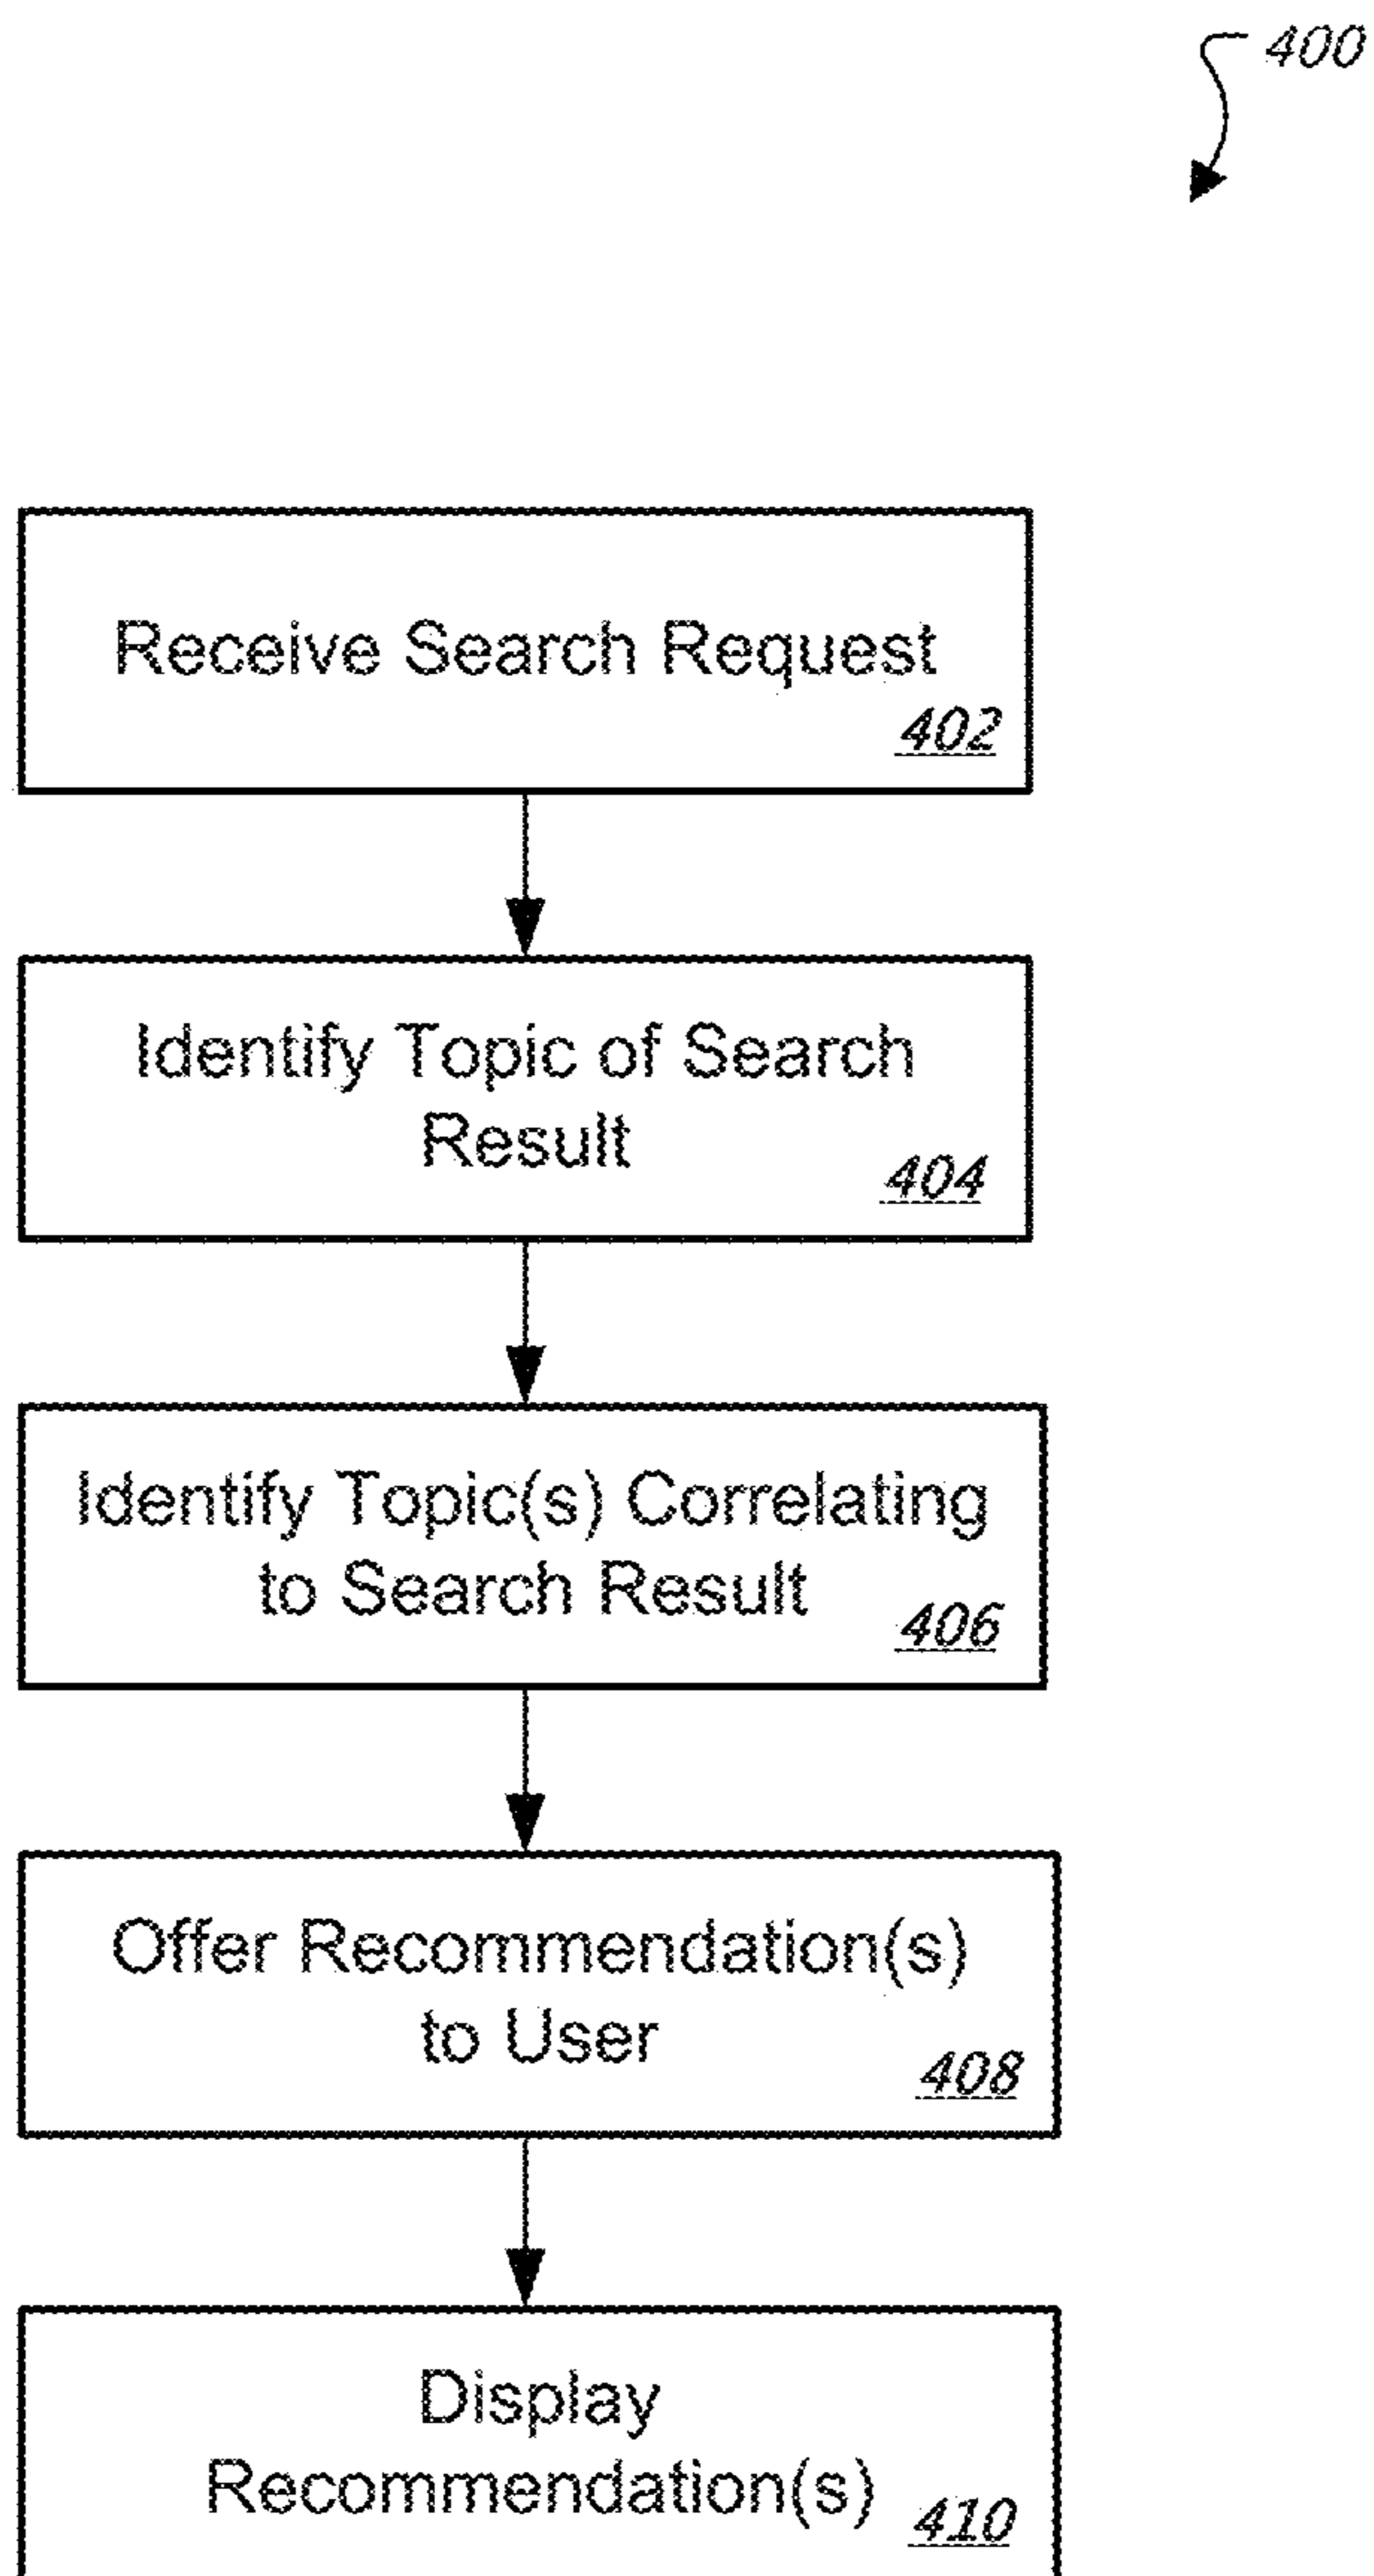 400
Receive Search Request
402
Identify Topic of Search
Result
404
Identify Topic(s) Correlating
to Search Result
406
Offer Recommendation(s)
to User
408
Display
Recommendation(s)
410